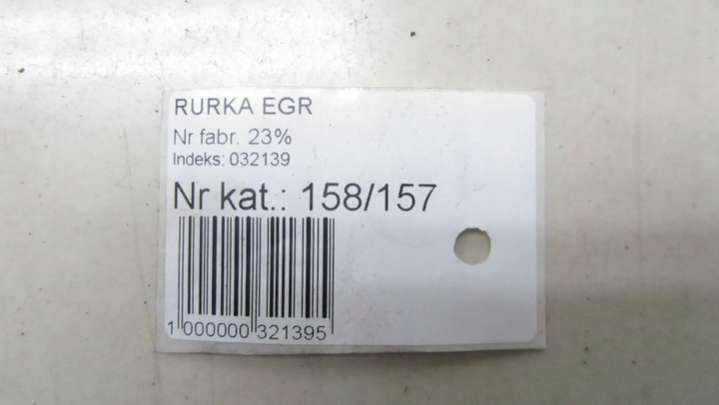 RURKA EGR
Nr fabr. 23%
Indeks: 032139
Nr kat.: 158/157
1 000000 321395